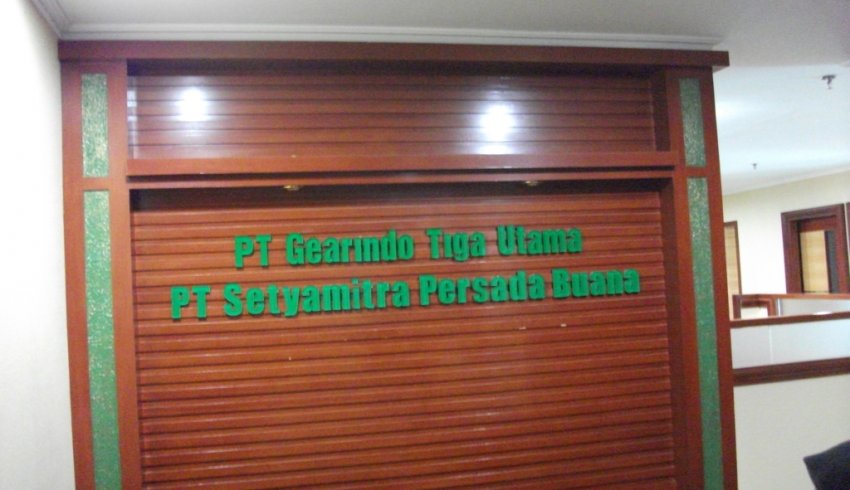 PT Gearindo Tiga Utama
PT Setyamitra Persada Buana